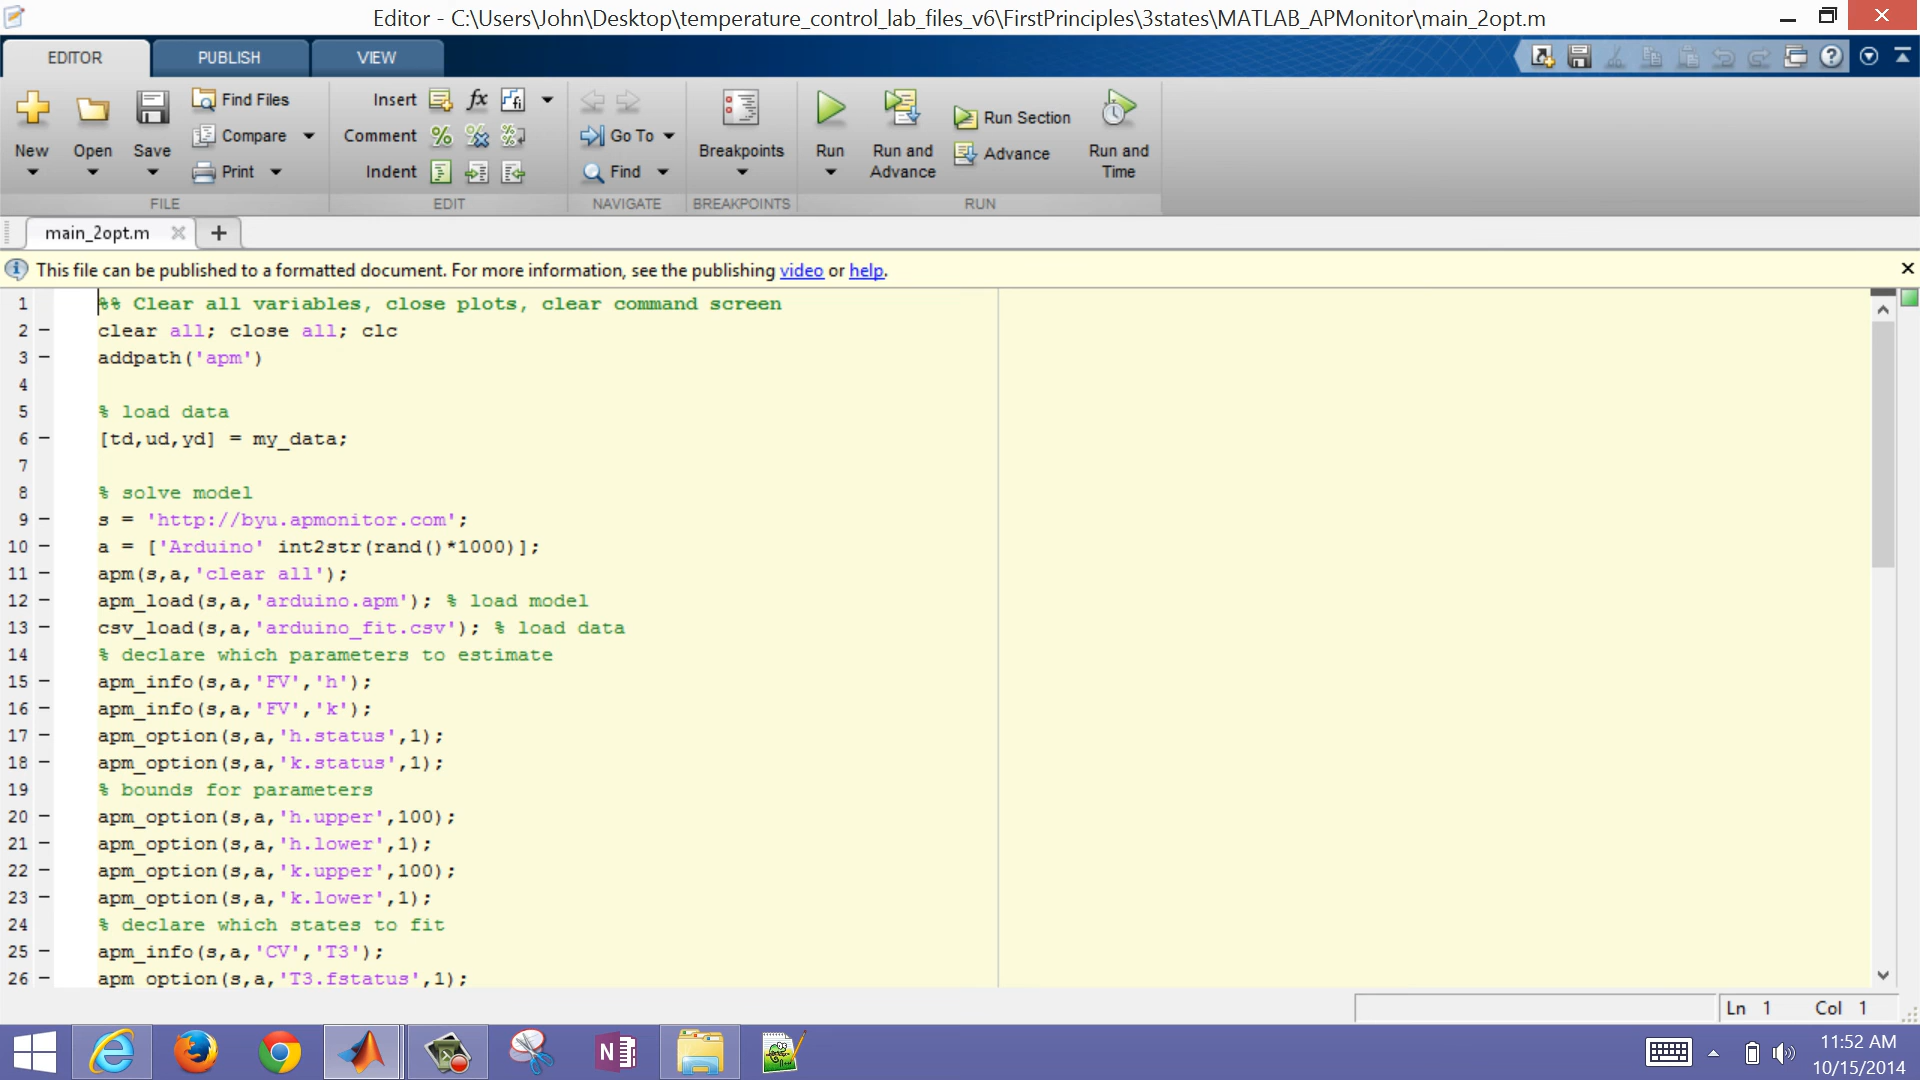 Editor - C:\Users\John\Desktop\temperature_control_lab_files_v6\FirstPrinciples\3states\MATLAB_APMonitor\main_2opt.m
EDITOR PUBLISH VIEW
New Open Save Find Files Compare Print
Insert Comment Indent
Go To Find
Breakpoints
Run Run and Advance Run Section Advance Run and Time
FILE EDIT NAVIGATE BREAKPOINTS RUN
main_2opt.m
This file can be published to a formatted document. For more information, see the publishing video or help.
1 %% Clear all variables, close plots, clear command screen
2 – clear all; close all; clc
3 – addpath('apm')
4
5 % load data
6 – [td,ud,yd] = my_data;
7
8 % solve model
9 – s = 'http://byu.apmonitor.com';
10 – a = ['Arduino' int2str(rand()*1000)];
11 – apm(s,a,'clear all');
12 – apm_load(s,a,'arduino.apm'); % load model
13 – csv_load(s,a,'arduino_fit.csv'); % load data
14 % declare which parameters to estimate
15 – apm_info(s,a,'FV','h');
16 – apm_info(s,a,'FV','k');
17 – apm_option(s,a,'h.status',1);
18 – apm_option(s,a,'k.status',1);
19 % bounds for parameters
20 – apm_option(s,a,'h.upper',100);
21 – apm_option(s,a,'h.lower',1);
22 – apm_option(s,a,'k.upper',100);
23 – apm_option(s,a,'k.lower',1);
24 % declare which states to fit
25 – apm_info(s,a,'CV','T3');
26 – apm_option(s,a,'T3.fstatus',1);
Ln 1 Col 1
11:52 AM
10/15/2014